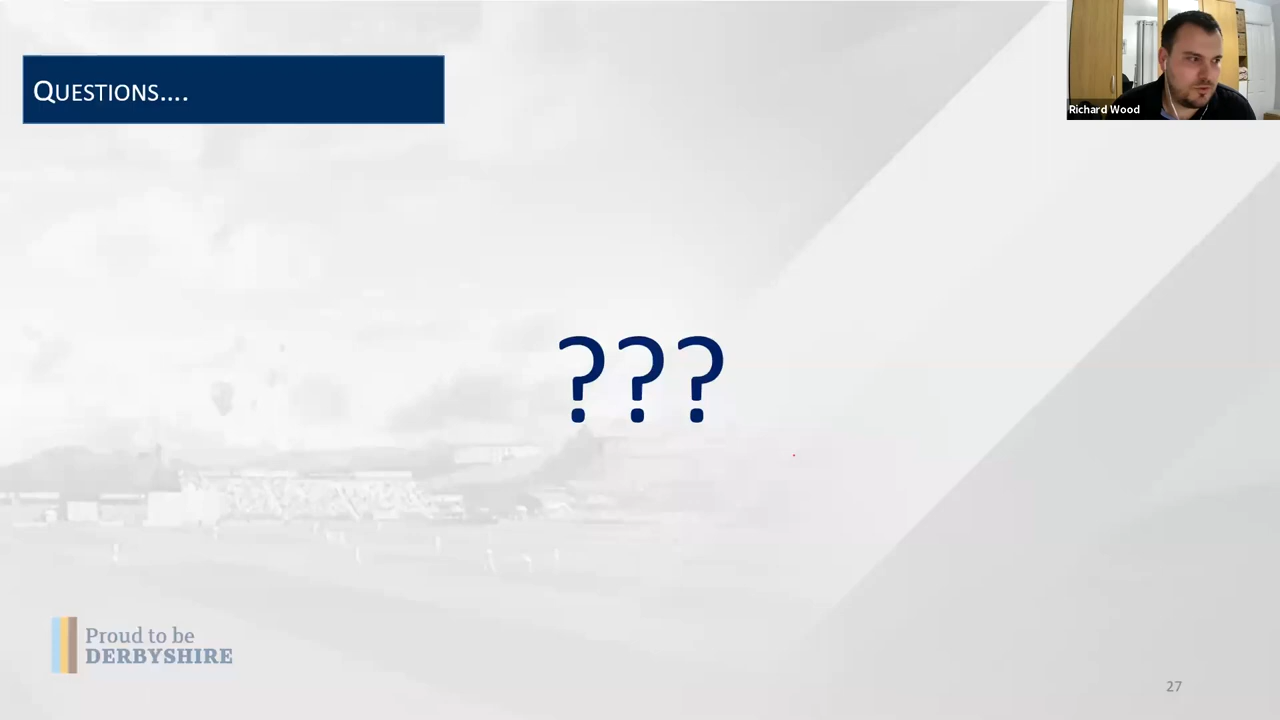 QUESTIONS....
Richard Wood
???
Proud to be
DERBYSHIRE
27